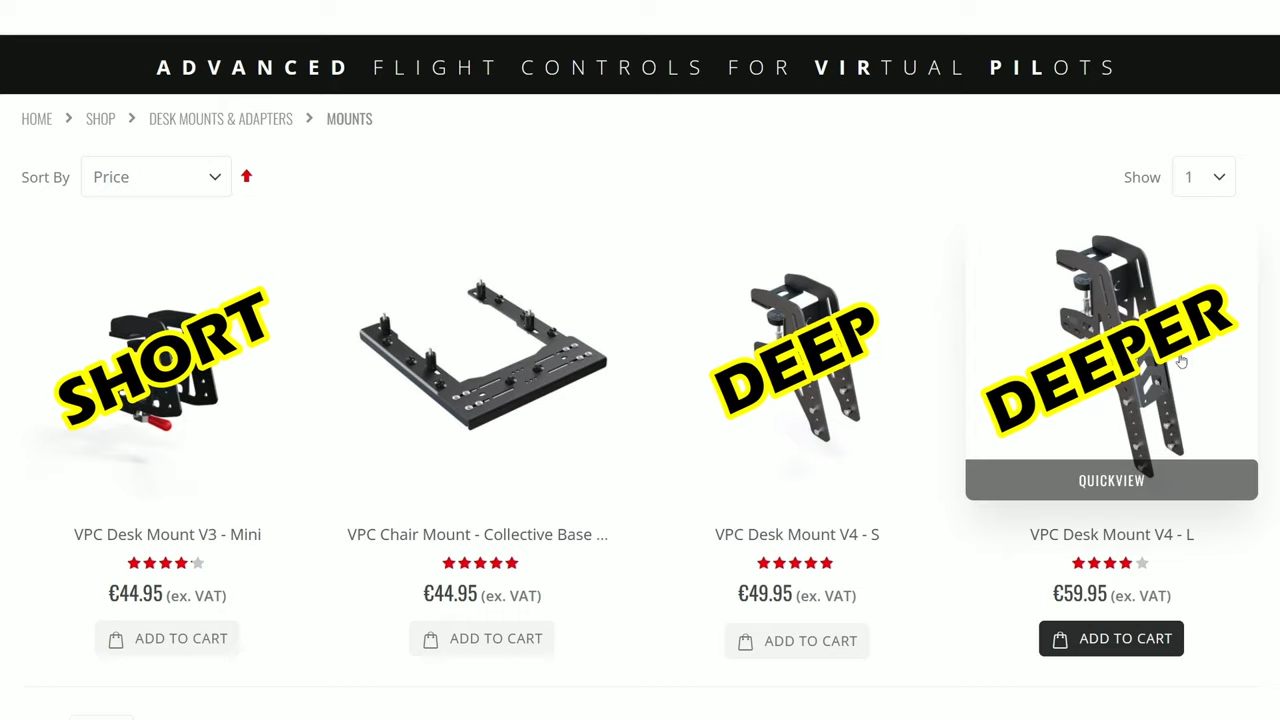 ADVANCED FLIGHT CONTROLS FOR VIRTUAL PILOTS
HOME > SHOP > DESK MOUNTS & ADAPTERS > MOUNTS
Sort By Price
Show 1
SHORT
DEEP
DEEPER
QUICKVIEW
VPC Desk Mount V3 - Mini
VPC Chair Mount - Collective Base ...
VPC Desk Mount V4 - S
VPC Desk Mount V4 - L
€44.95 (ex. VAT)
€44.95 (ex. VAT)
€49.95 (ex. VAT)
€59.95 (ex. VAT)
ADD TO CART
ADD TO CART
ADD TO CART
ADD TO CART